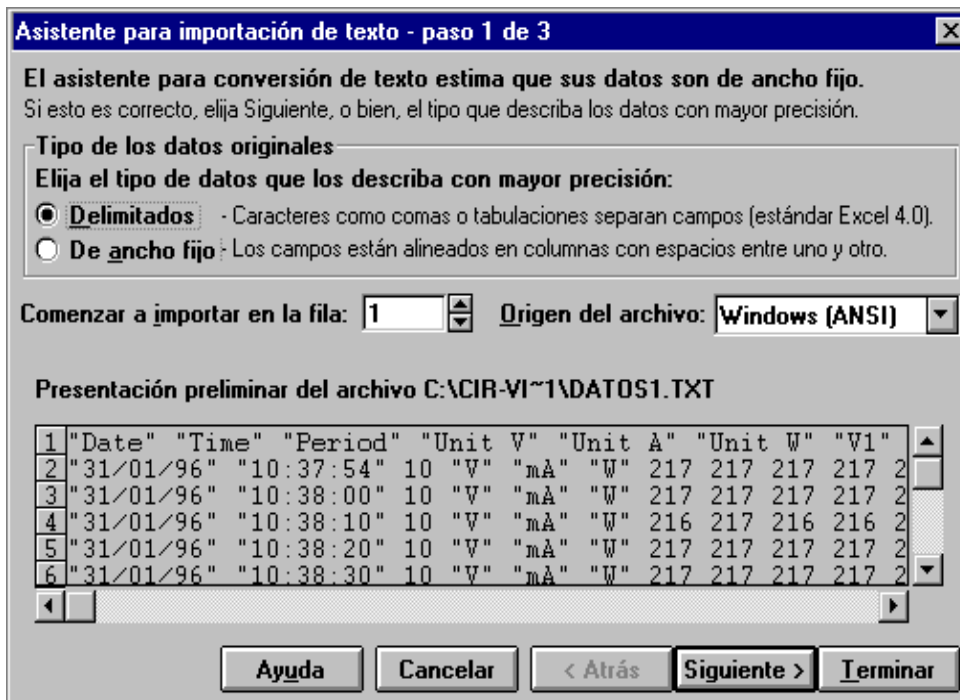 Asistente para importación de texto - paso 1 de 3
El asistente para conversión de texto estima que sus datos son de ancho fijo.
Si esto es correcto, elija Siguiente, o bien, el tipo que describa los datos con mayor precisión.
Tipo de los datos originales
Elija el tipo de datos que los describa con mayor precisión:
Delimitados - Caracteres como comas o tabulaciones separan campos (estándar Excel 4.0).
De ancho fijo - Los campos están alineados en columnas con espacios entre uno y otro.
Comenzar a importar en la fila: 1 Origen del archivo: Windows (ANSI)
Presentación preliminar del archivo C:\CIR-VI~1\DATOS1.TXT
1 "Date" "Time" "Period" "Unit V" "Unit A" "Unit W" "V1"
2 "31/01/96" "10:37:54" 10 "V" "mA" "W" 217 217 217 217 2
3 "31/01/96" "10:38:00" 10 "V" "mA" "W" 217 217 217 217 2
4 "31/01/96" "10:38:10" 10 "V" "mA" "W" 216 217 216 216 2
5 "31/01/96" "10:38:20" 10 "V" "mA" "W" 217 217 217 217 2
6 "31/01/96" "10:38:30" 10 "V" "mA" "W" 217 217 217 217 2
Ayuda Cancelar < Atrás Siguiente > Terminar